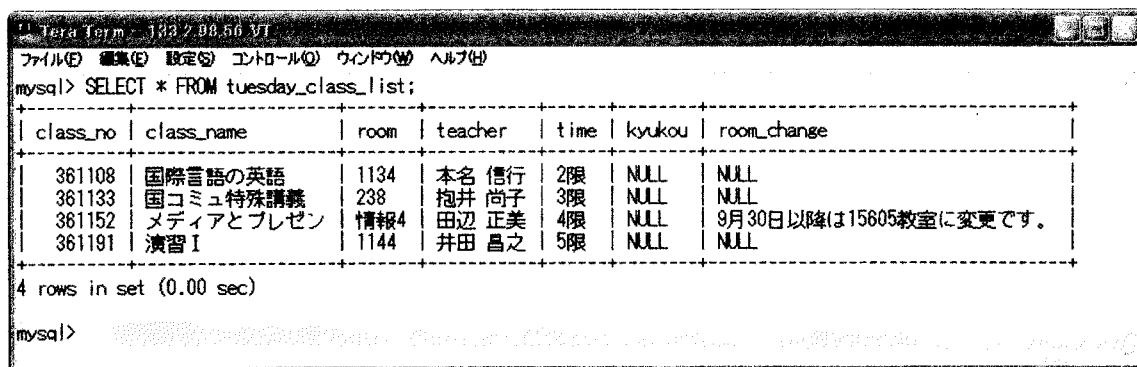 Tera Term - 133.2.98.56 VT
ファイル(F) 編集(E) 設定(S) コントロール(O) ウィンドウ(W) ヘルプ(H)
mysql> SELECT * FROM tuesday_class_list;
| class_no | class_name | room | teacher | time | kyukou | room_change |
| 361108 | 国際言語の英語 | 1134 | 本名 信行 | 2限 | NULL | NULL |
| 361133 | 国コミュ特殊講義 | 238 | 抱井 尚子 | 3限 | NULL | NULL |
| 361152 | メディアとプレゼン | 情報4 | 田辺 正美 | 4限 | NULL | 9月30日以降は15605教室に変更です。 |
| 361191 | 演習Ⅰ | 1144 | 井田 昌之 | 5限 | NULL | NULL |
4 rows in set (0.00 sec)
mysql>